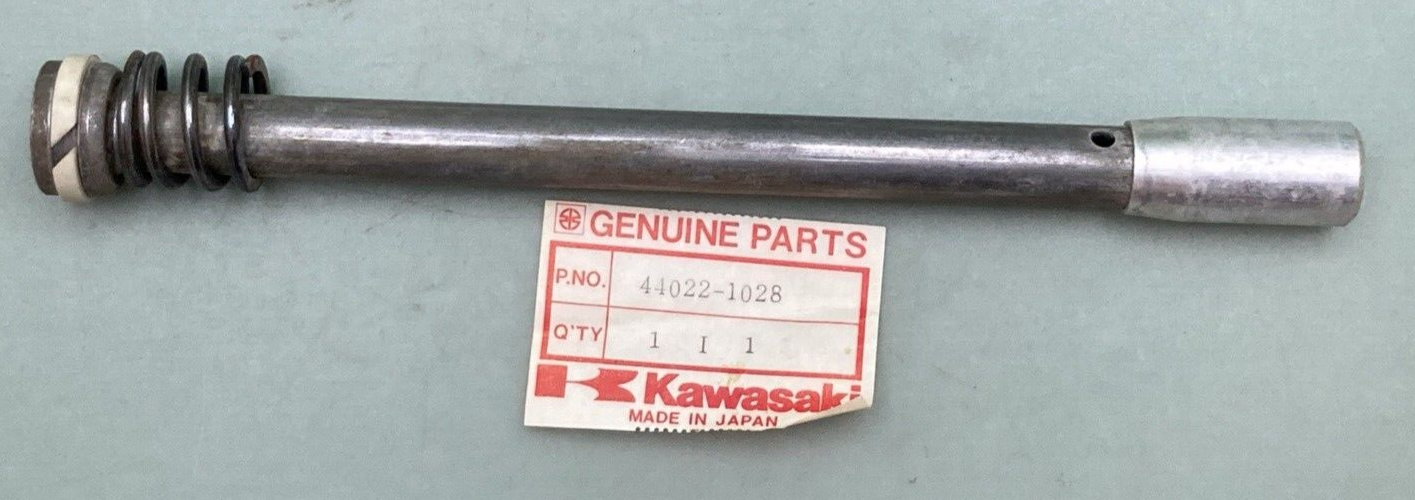 GENUINE PARTS
P.NO. 44022-1028
Q'TY 1 I 1
Kawasaki
MADE IN JAPAN